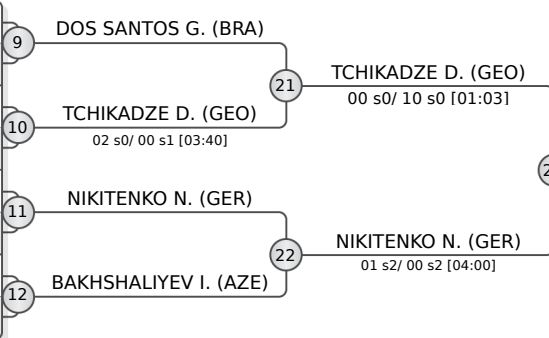 DOS SANTOS G. (BRA)
9
TCHIKADZE D. (GEO)
21
00 s0/ 10 s0 [01:03]
TCHIKADZE D. (GEO)
10
02 s0/ 00 s1 [03:40]
NIKITENKO N. (GER)
11
NIKITENKO N. (GER)
22
01 s2/ 00 s2 [04:00]
BAKHSHALIYEV I. (AZE)
12